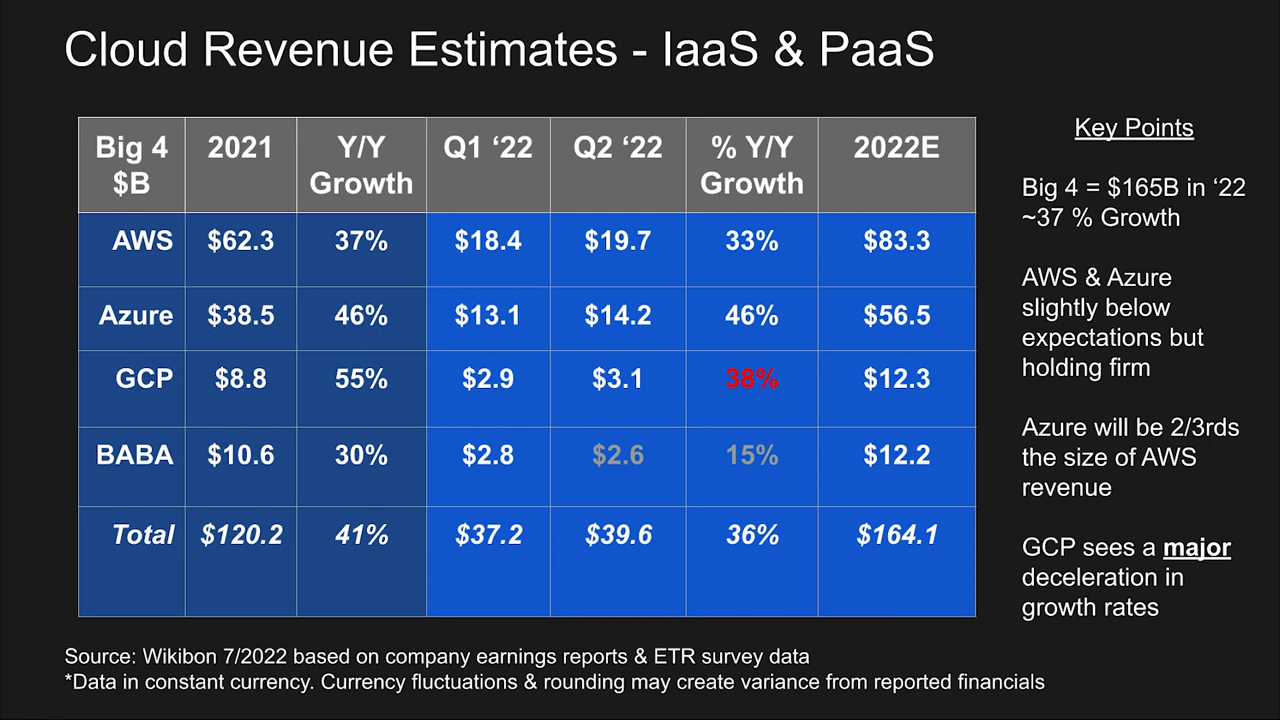 Cloud Revenue Estimates - IaaS & PaaS
Big 4 $B 2021 Y/Y Growth Q1 ‘22 Q2 ‘22 % Y/Y Growth 2022E
AWS $62.3 37% $18.4 $19.7 33% $83.3
Azure $38.5 46% $13.1 $14.2 46% $56.5
GCP $8.8 55% $2.9 $3.1 38% $12.3
BABA $10.6 30% $2.8 $2.6 15% $12.2
Total $120.2 41% $37.2 $39.6 36% $164.1
Key Points
Big 4 = $165B in ‘22
~37 % Growth
AWS & Azure
slightly below
expectations but
holding firm
Azure will be 2/3rds
the size of AWS
revenue
GCP sees a major
deceleration in
growth rates
Source: Wikibon 7/2022 based on company earnings reports & ETR survey data
*Data in constant currency. Currency fluctuations & rounding may create variance from reported financials